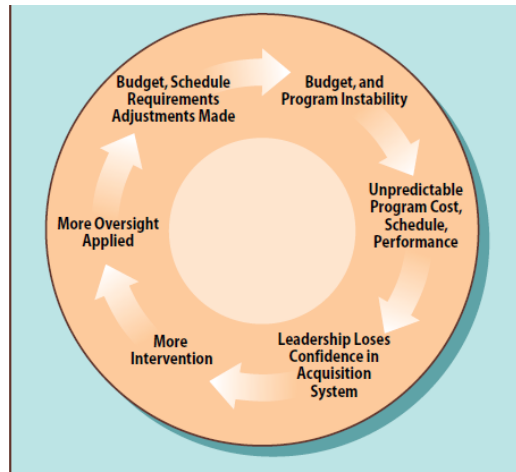 Budget, Schedule
Requirements
Adjustments Made
Budget, and
Program Instability
Unpredictable
Program Cost,
Schedule,
Performance
Leadership Loses
Confidence in
Acquisition
System
More
Intervention
More Oversight
Applied